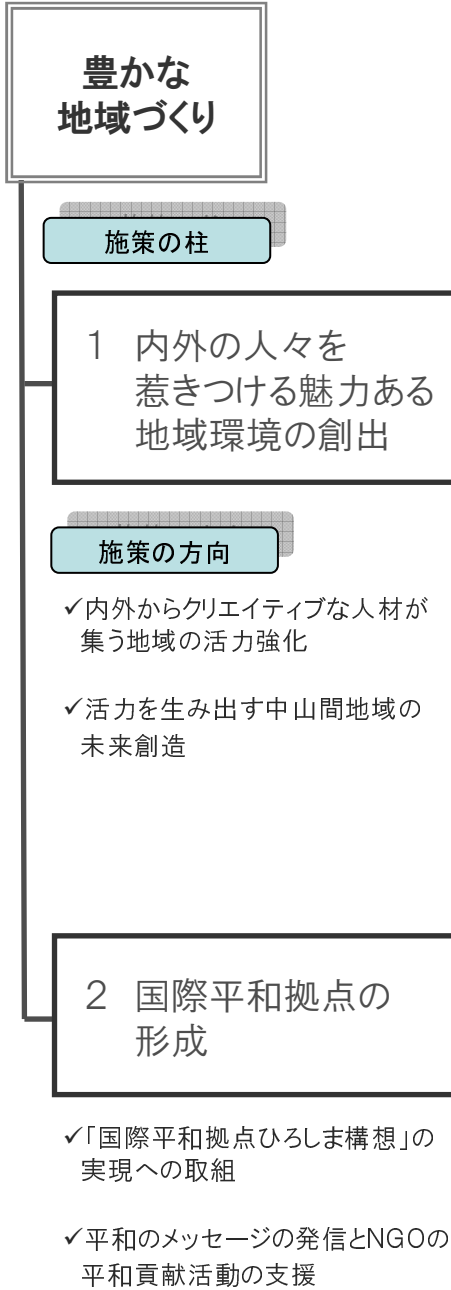 豊かな
地域づくり
施策の柱
1 内外の人々を
惹きつける魅力ある
地域環境の創出
施策の方向
✓内外からクリエイティブな人材が
集う地域の活力強化
✓活力を生み出す中山間地域の
未来創造
2 国際平和拠点の
形成
✓「国際平和拠点ひろしま構想」の
実現への取組
✓平和のメッセージの発信とNGOの
平和貢献活動の支援